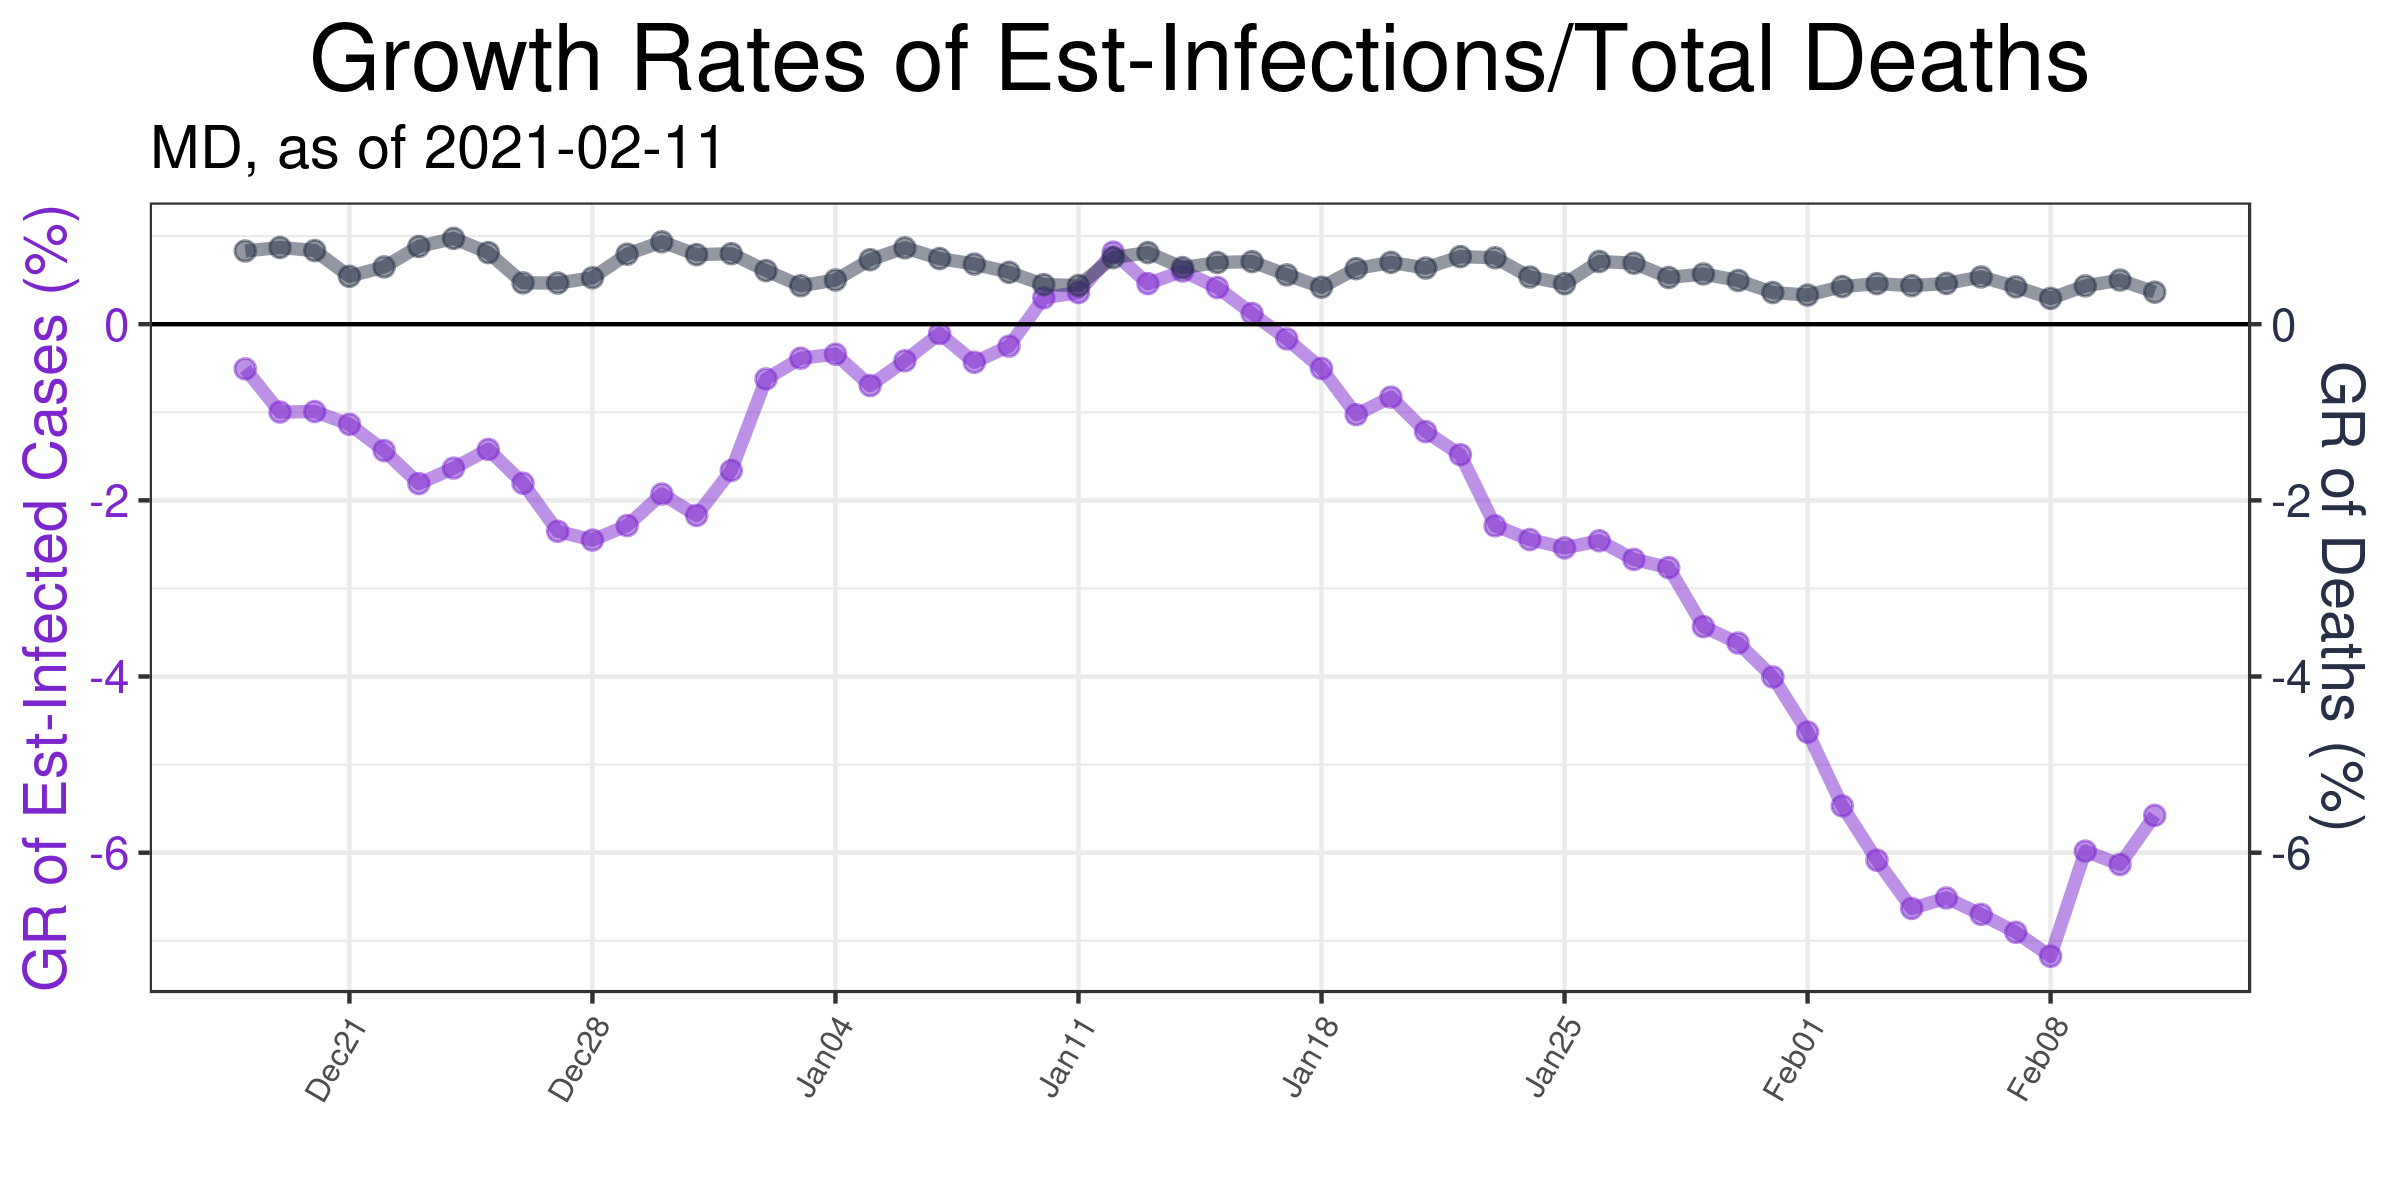 Growth Rates of Est-Infections/Total Deaths
MD, as of 2021-02-11
GR of Est-Infected Cases (%)
0
-2
-4
-6
0
-2
-4
-6
GR of Deaths (%)
Dec21
Dec28
Jan04
Jan11
Jan18
Jan25
Feb01
Feb08